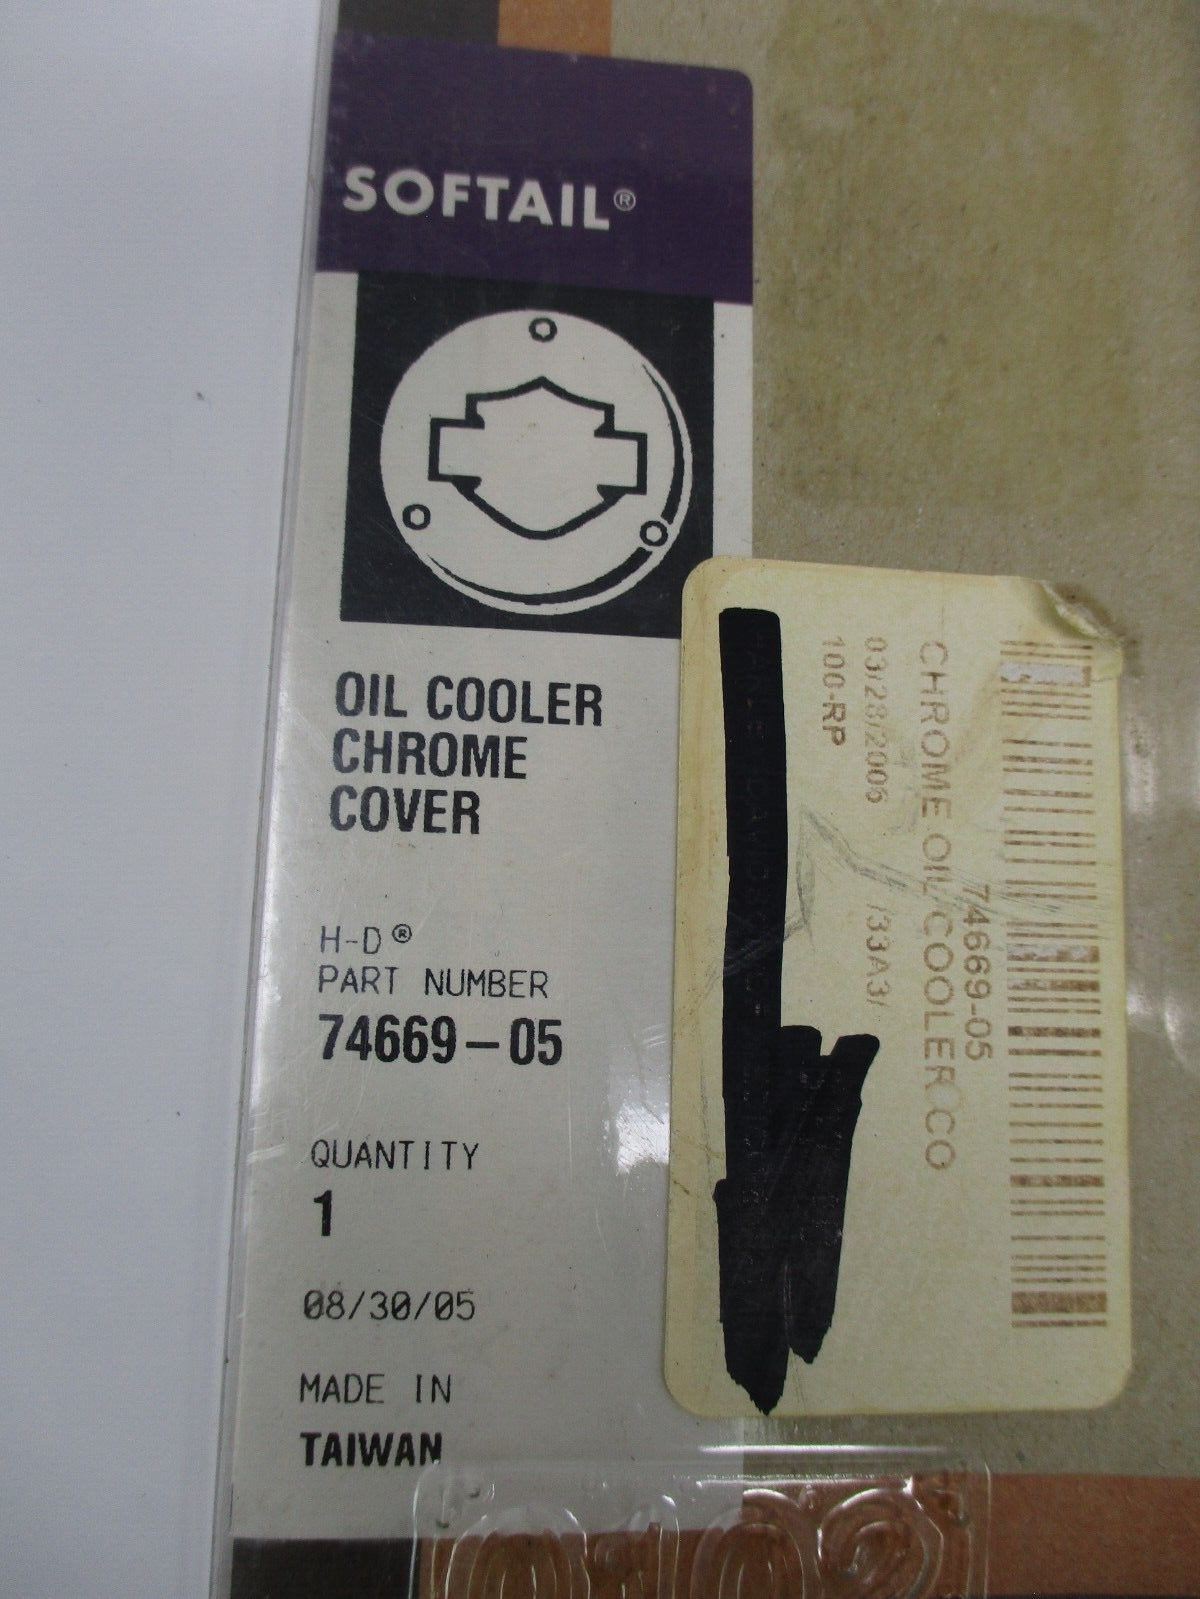 SOFTAIL®
OIL COOLER
CHROME
COVER
H-D®
PART NUMBER
74669-05
QUANTITY
1
08/30/05
MADE IN
TAIWAN
74669-05
CHROME OIL COOLER CO
03/28/2006 /33A3/
100-RP